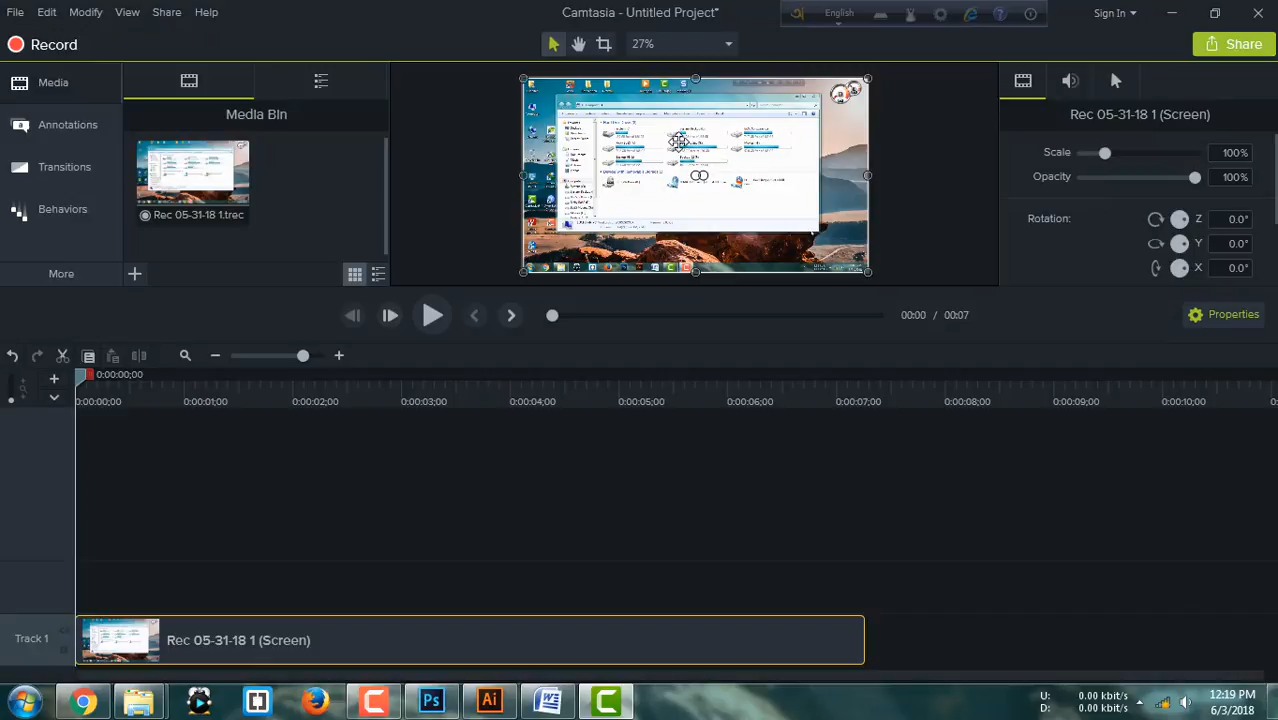 File Edit Modify View Share Help Camtasia - Untitled Project* English Sign In
Record 27% Share
Media
Annotations Media Bin Rec 05-31-18 1 (Screen)
Transitions Scale 100%
Opacity 100%
Rec 05-31-18 1.trec Z 0.0°
Y 0.0°
X 0.0°
More
00:00 / 00:07 Properties
0:00:00;00
0:00:00;00 0:00:01;00 0:00:02;00 0:00:03;00 0:00:04;00 0:00:05;00 0:00:06;00 0:00:07;00 0:00:08;00 0:00:09;00 0:00:10;00
Track 1 Rec 05-31-18 1 (Screen)
Ps Ai W U: 0.00 kbit/s 12:19 PM
D: 0.00 kbit/s 6/3/2018